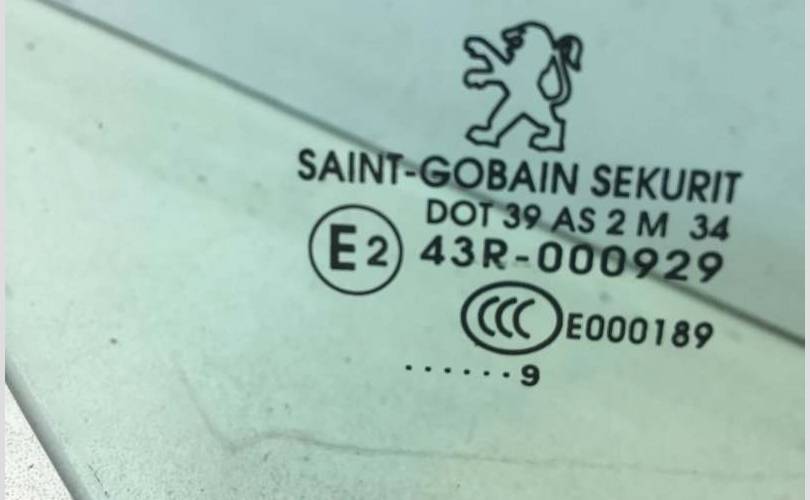 SAINT-GOBAIN SEKURIT
DOT 39 AS 2 M 34
E2 43R-000929
CCC E000189
......9